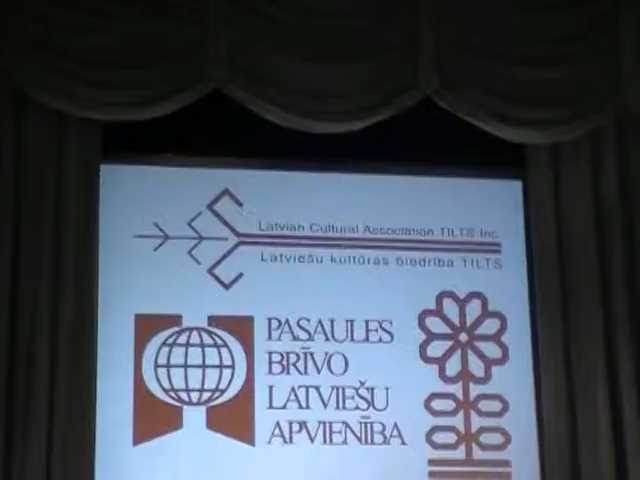 Latvian Cultural Association TILTS Inc
Latviešu kultūras biedrība TILTS
PASAULES
BRĪVO
LATVIEŠU
APVIENĪBA